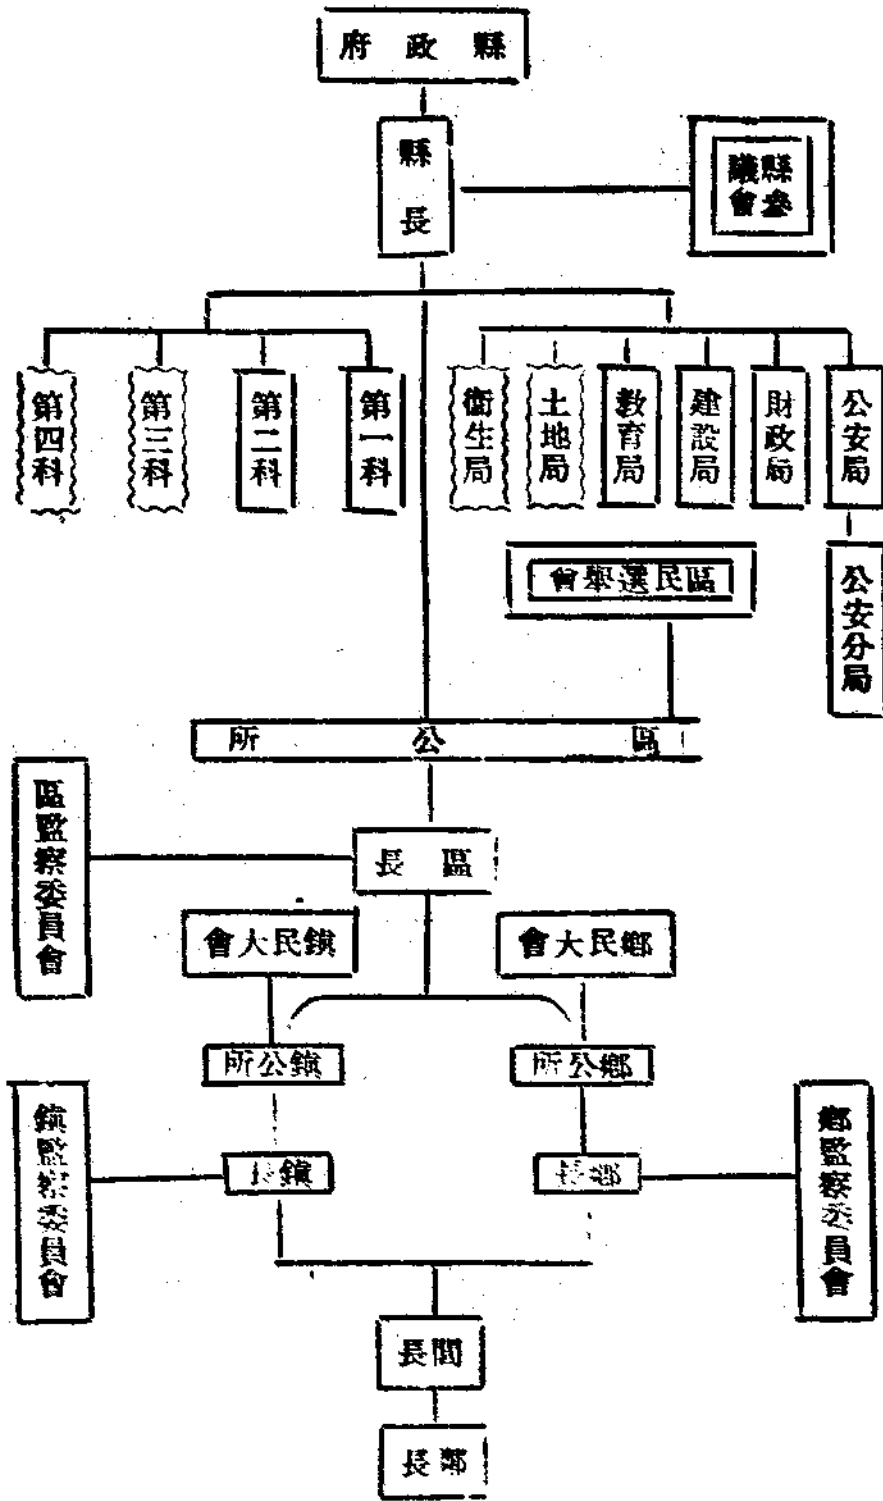 縣政府
縣長
縣參
議會
公安局
財政局
建設局
教育局
土地局
衛生局
第一科
第二科
第三科
第四科
公安分局
區民選舉會
區公所
區監察委員會
區長
鄉民大會
鎮民大會
鄉公所
鎮公所
鄉監察委員會
鄉長
鎮長
鎮監察委員會
閭長
鄰長